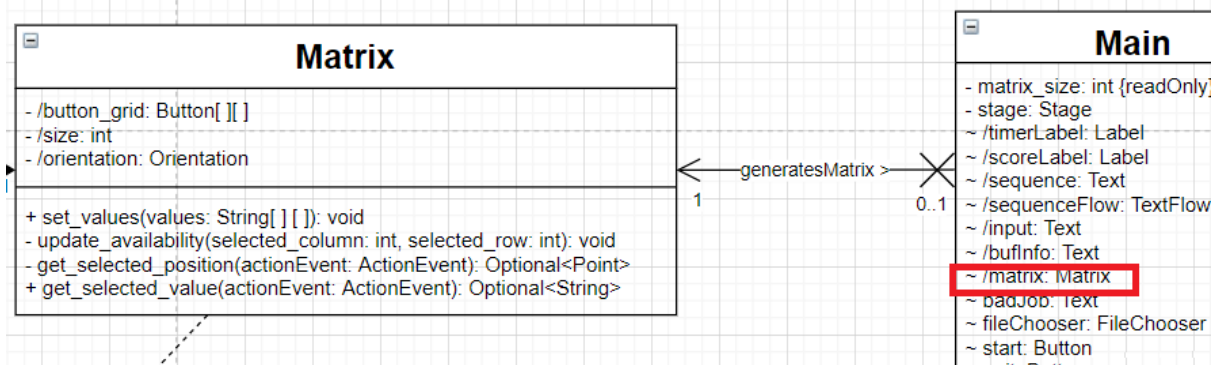 Matrix
- /button_grid: Button[ ][ ]
- /size: int
- /orientation: Orientation
+ set_values(values: String[ ] [ ]): void
- update_availability(selected_column: int, selected_row: int): void
- get_selected_position(actionEvent: ActionEvent): Optional<Point>
+ get_selected_value(actionEvent: ActionEvent): Optional<String>
generatesMatrix >
1
0..1
Main
- matrix_size: int {readOnly}
- stage: Stage
~ /timerLabel: Label
~ /scoreLabel: Label
~ /sequence: Text
~ /sequenceFlow: TextFlow
~ /input: Text
~ /bufInfo: Text
~ /matrix: Matrix
~ badJob: Text
~ fileChooser: FileChooser
~ start: Button